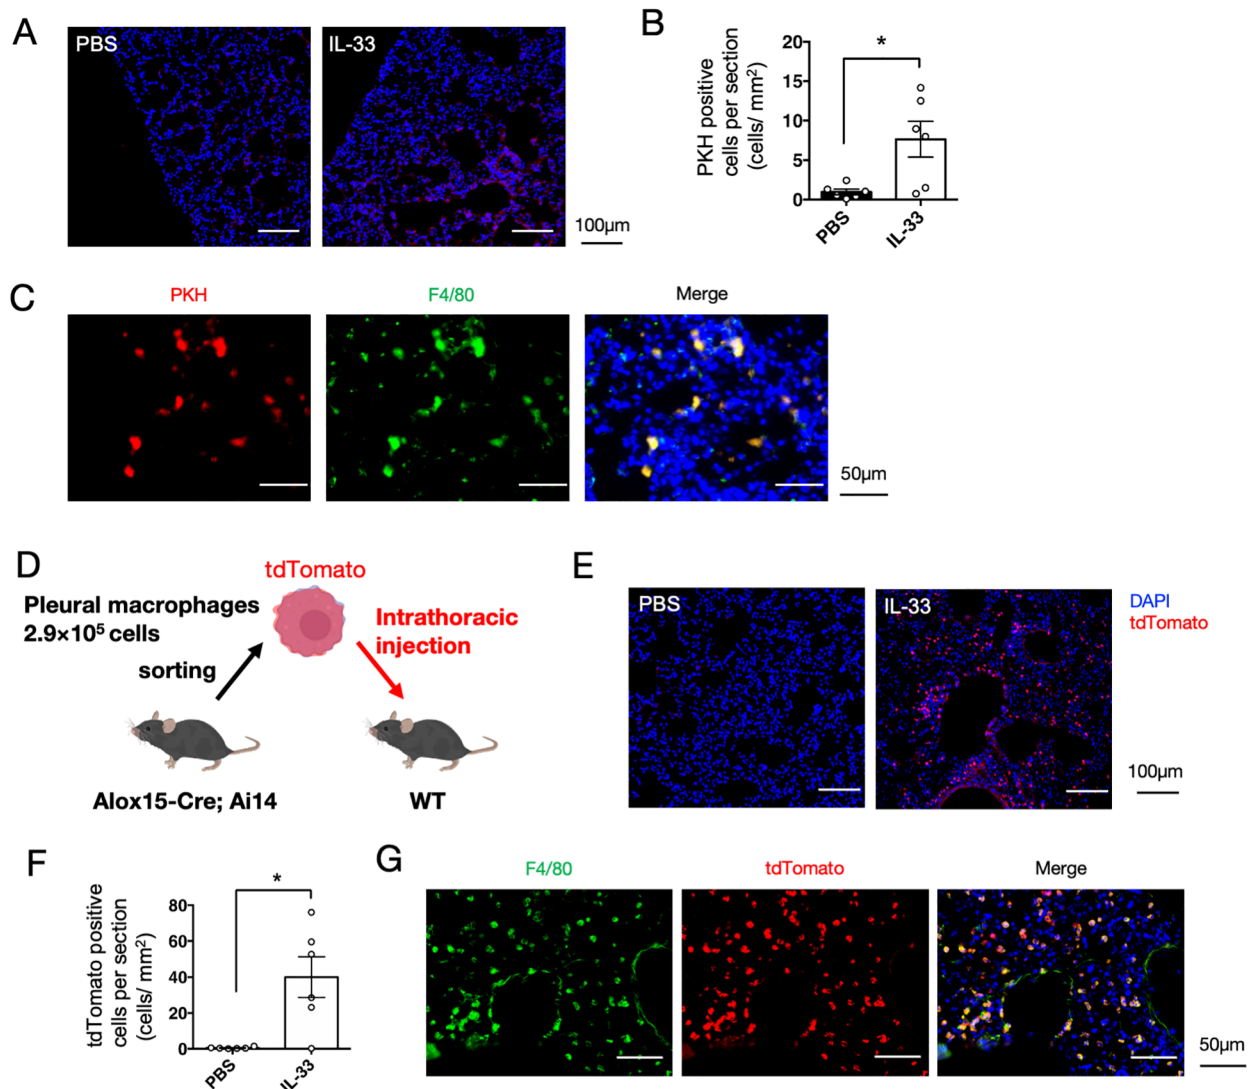 A
PBS
IL-33
100µm
B
PKH positive
cells per section
(cells/ mm²)
20
15
10
5
0
*
PBS
IL-33
C
PKH
F4/80
Merge
50µm
D
tdTomato
Pleural macrophages
2.9×10⁵ cells
sorting
Intrathoracic
injection
Alox15-Cre; Ai14
WT
E
PBS
IL-33
DAPI
tdTomato
100µm
F
tdTomato positive
cells per section
(cells/ mm²)
80
60
40
20
0
*
PBS
IL-33
G
F4/80
tdTomato
Merge
50µm